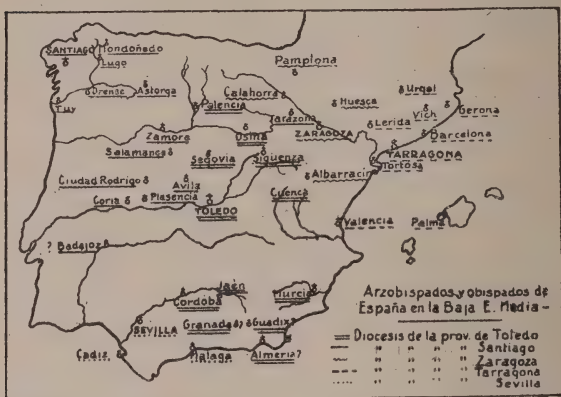 SANTIAGO
Mondoñedo
Lugo
Orense
Astorga
Tuy
Pamplona
Calahorra
Palencia
Tarazona
Huesca
Urgel
Vich
Gerona
Zamora
Osma
ZARAGOZA
Lerida
Barcelona
Salamanca
Segovia
Sigüenza
TARRAGONA
Tortosa
Ciudad Rodrigo
Avila
Albarracin
Coria
Plasencia
TOLEDO
Cuenca
Valencia
Palma
? Badajoz
Jaén
Murcia
Cordoba
SEVILLA
Granada?
Guadix?
Cadiz
Malaga
Almeria?
Arzobispados y obispados de
España en la Baja E. Media -
Diocesis de la prov. de Toledo
" " " " Santiago
" " " " Zaragoza
" " " " Tarragona
" " " " Sevilla